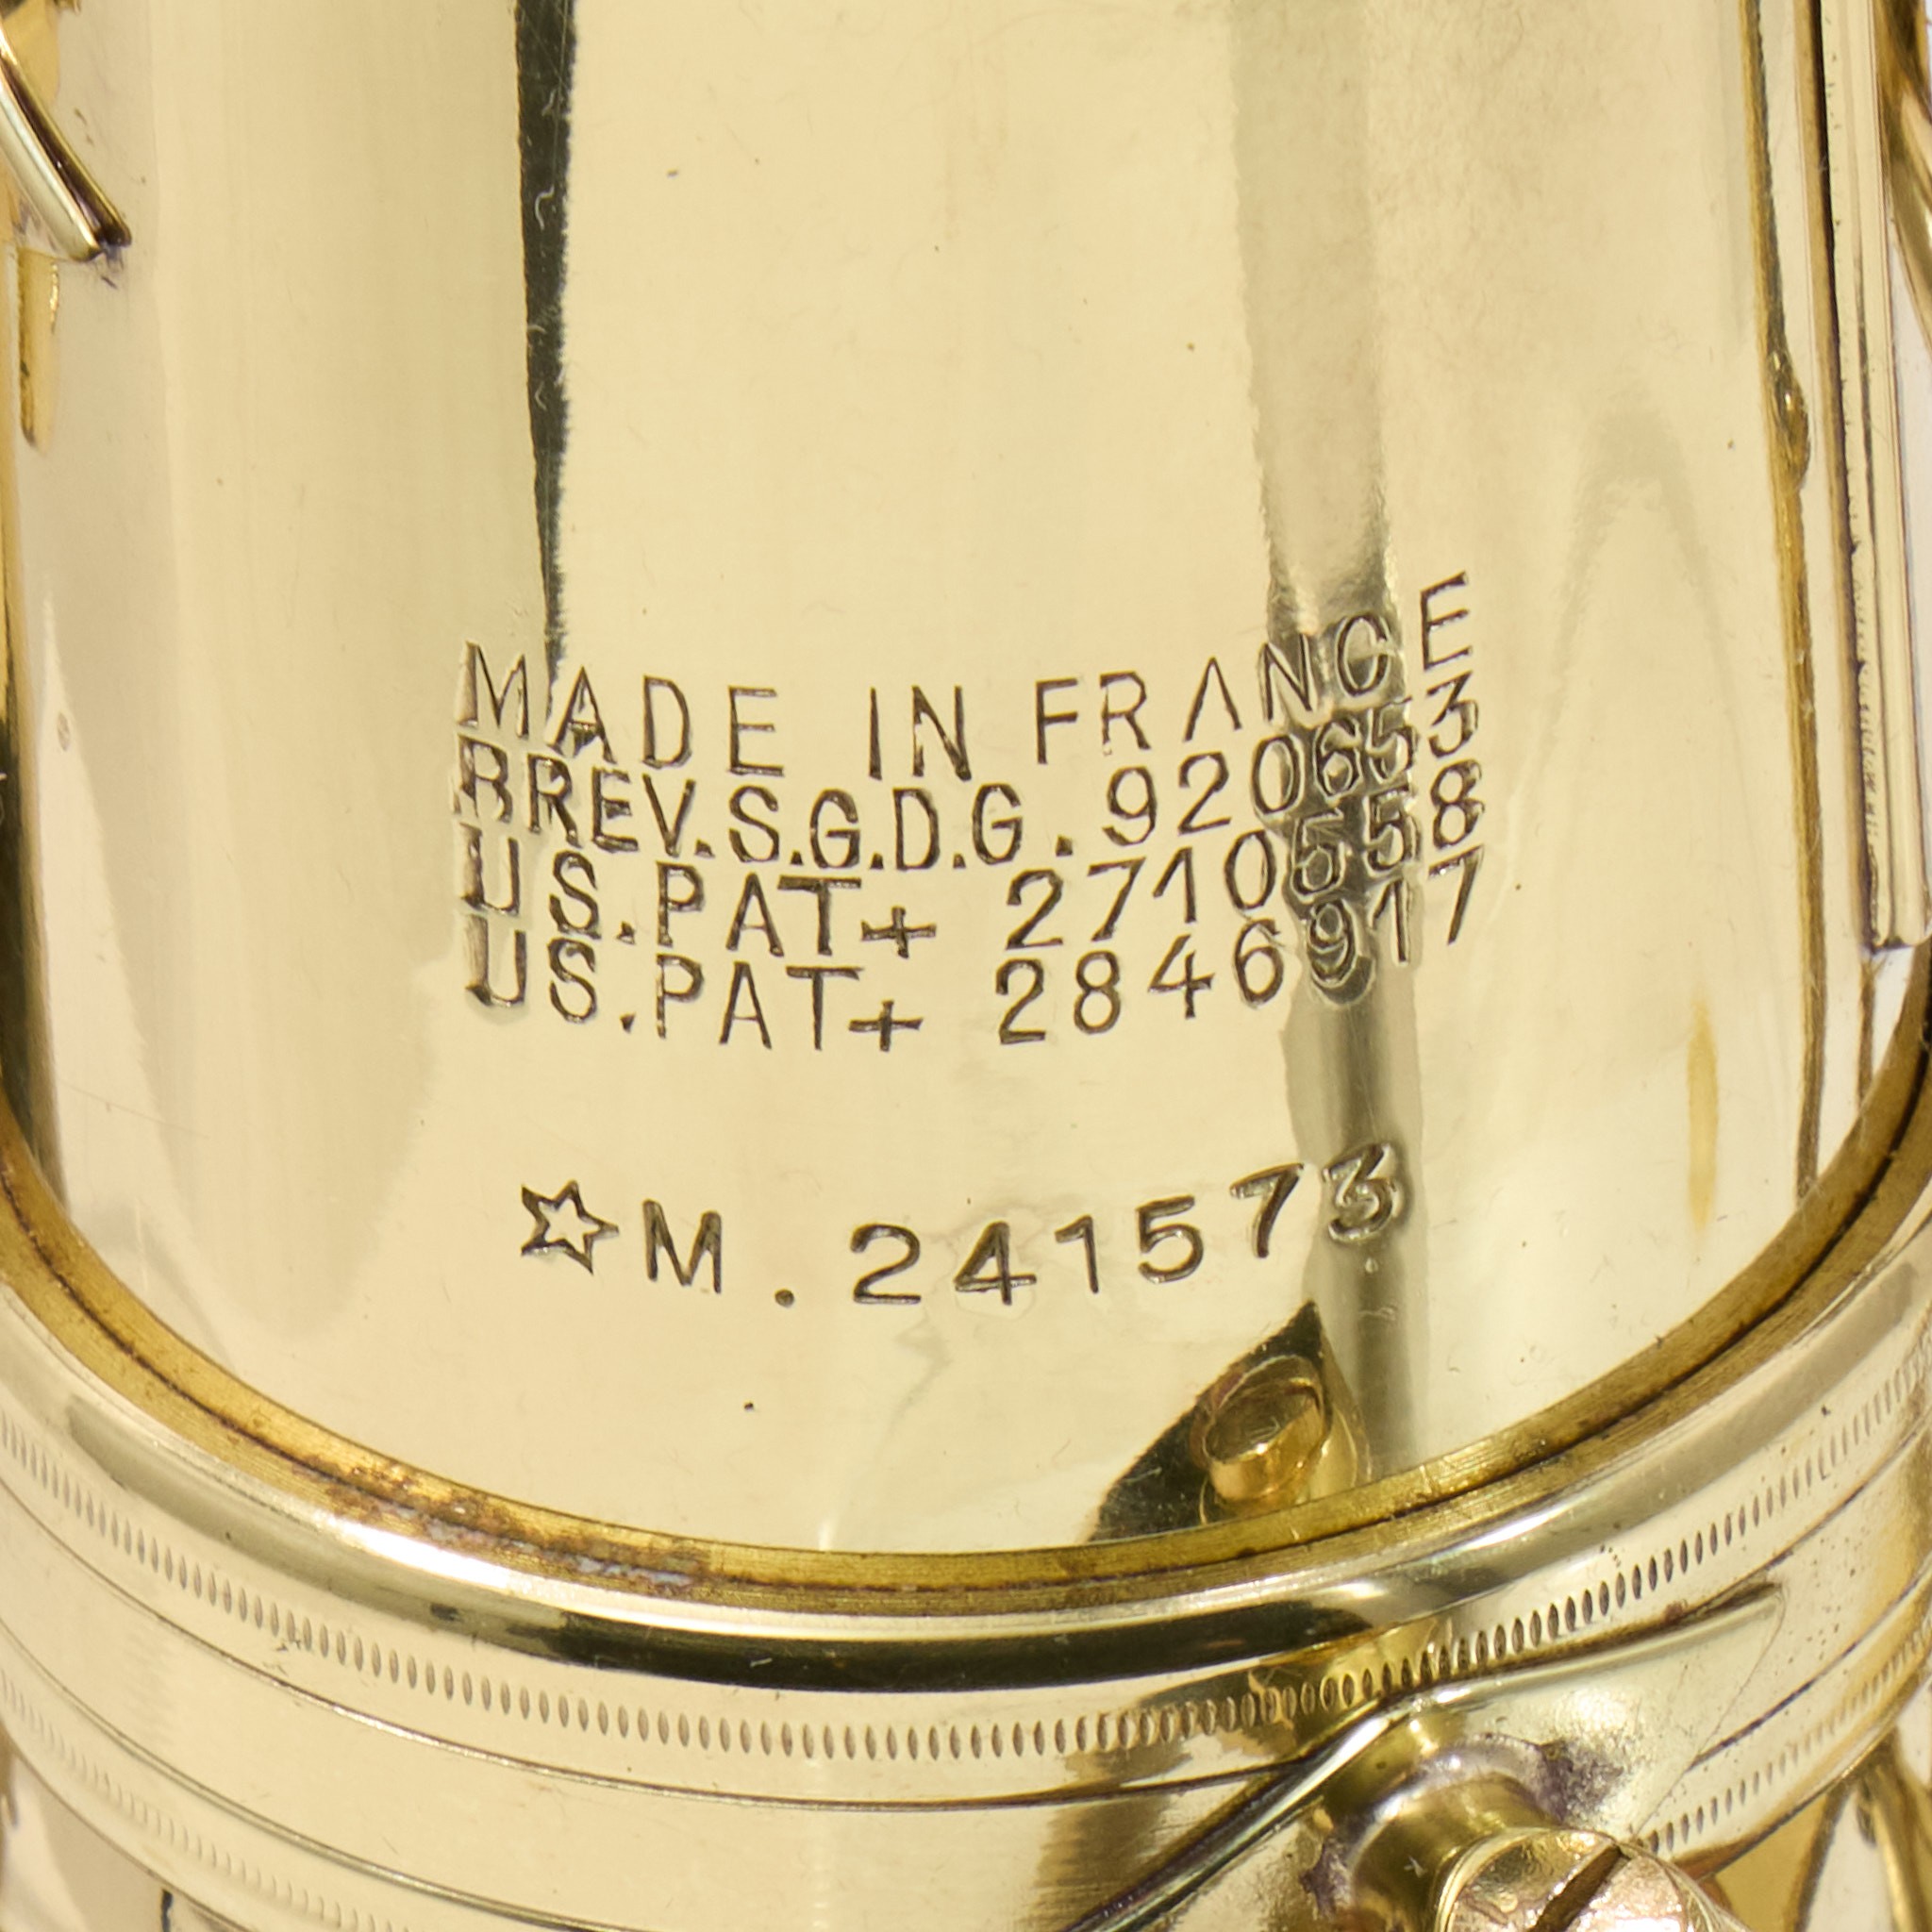 MADE IN FRANCE
BREV.S.G.D.G. 920653
US.PAT+ 2710558
US.PAT+ 2846917
☆M.241573